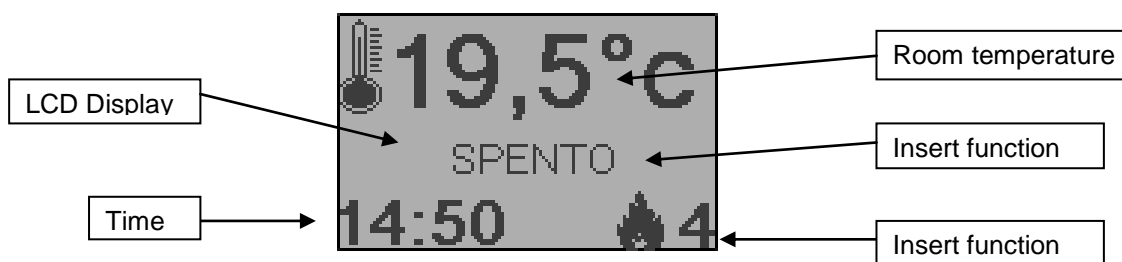 19,5°C
Room temperature
LCD Display
SPENTO
Insert function
Time
14:50
4
Insert function